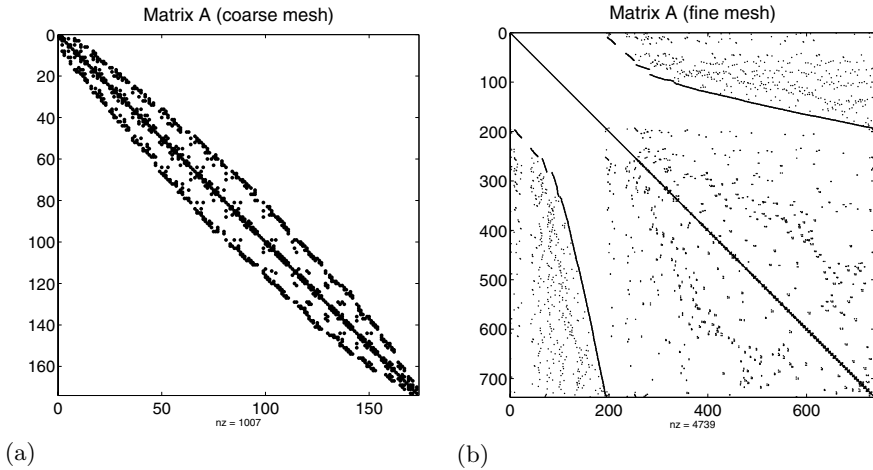 Matrix A (coarse mesh)
0
20
40
60
80
100
120
140
160
0 50 100 150
nz = 1007
(a)
Matrix A (fine mesh)
0
100
200
300
400
500
600
700
0 200 400 600
nz = 4739
(b)